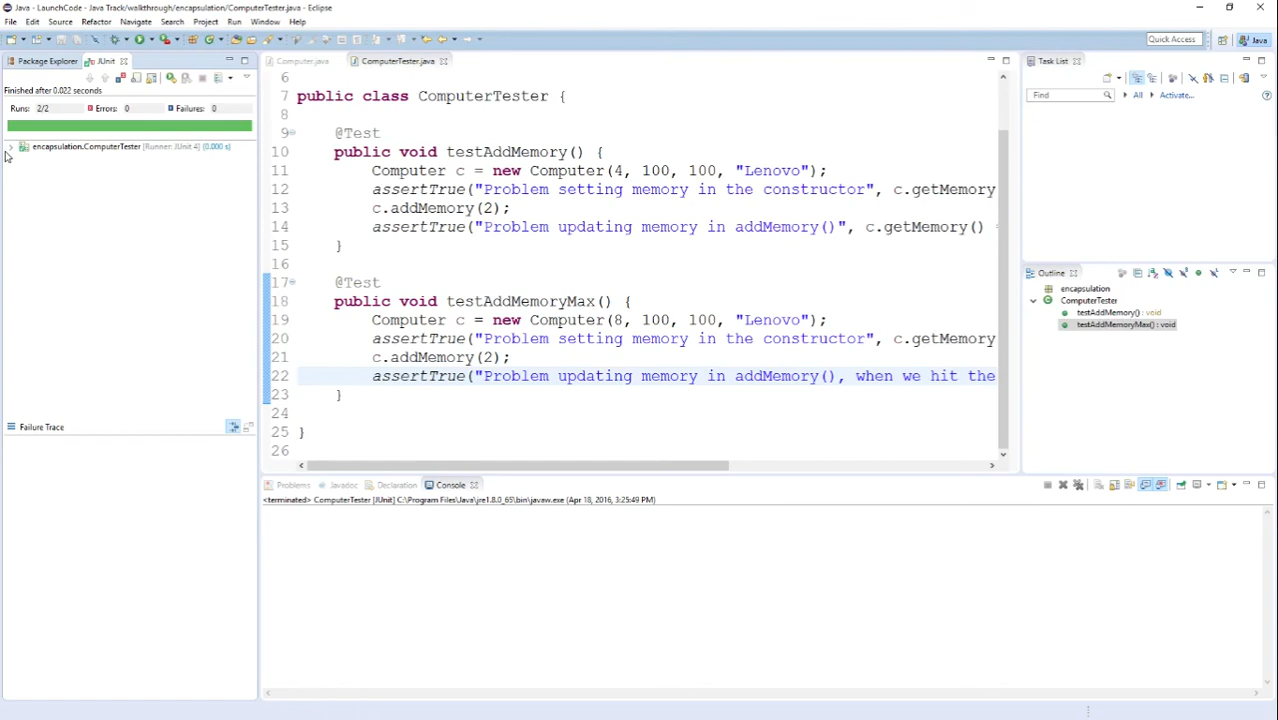 Java - LaunchCode - Java Track/walkthrough/encapsulation/ComputerTester.java - Eclipse
File Edit Source Refactor Navigate Search Project Run Window Help
Quick Access
Java
Package Explorer
JUnit
Finished after 0.022 seconds
Runs: 2/2 Errors: 0 Failures: 0
encapsulation.ComputerTester [Runner: JUnit 4] (0.000 s)
Failure Trace
Computer.java
ComputerTester.java
6
7 public class ComputerTester {
8
9 @Test
10 public void testAddMemory() {
11 Computer c = new Computer(4, 100, 100, "Lenovo");
12 assertTrue("Problem setting memory in the constructor", c.getMemory
13 c.addMemory(2);
14 assertTrue("Problem updating memory in addMemory()", c.getMemory() =
15 }
16
17 @Test
18 public void testAddMemoryMax() {
19 Computer c = new Computer(8, 100, 100, "Lenovo");
20 assertTrue("Problem setting memory in the constructor", c.getMemory
21 c.addMemory(2);
22 assertTrue("Problem updating memory in addMemory(), when we hit the
23 }
24
25 }
26
Task List
Find
All
Activate...
Outline
encapsulation
ComputerTester
testAddMemory() : void
testAddMemoryMax() : void
Problems
Javadoc
Declaration
Console
<terminated> ComputerTester [JUnit] C:\Program Files\Java\jre1.8.0_65\bin\javaw.exe (Apr 18, 2016, 3:25:49 PM)